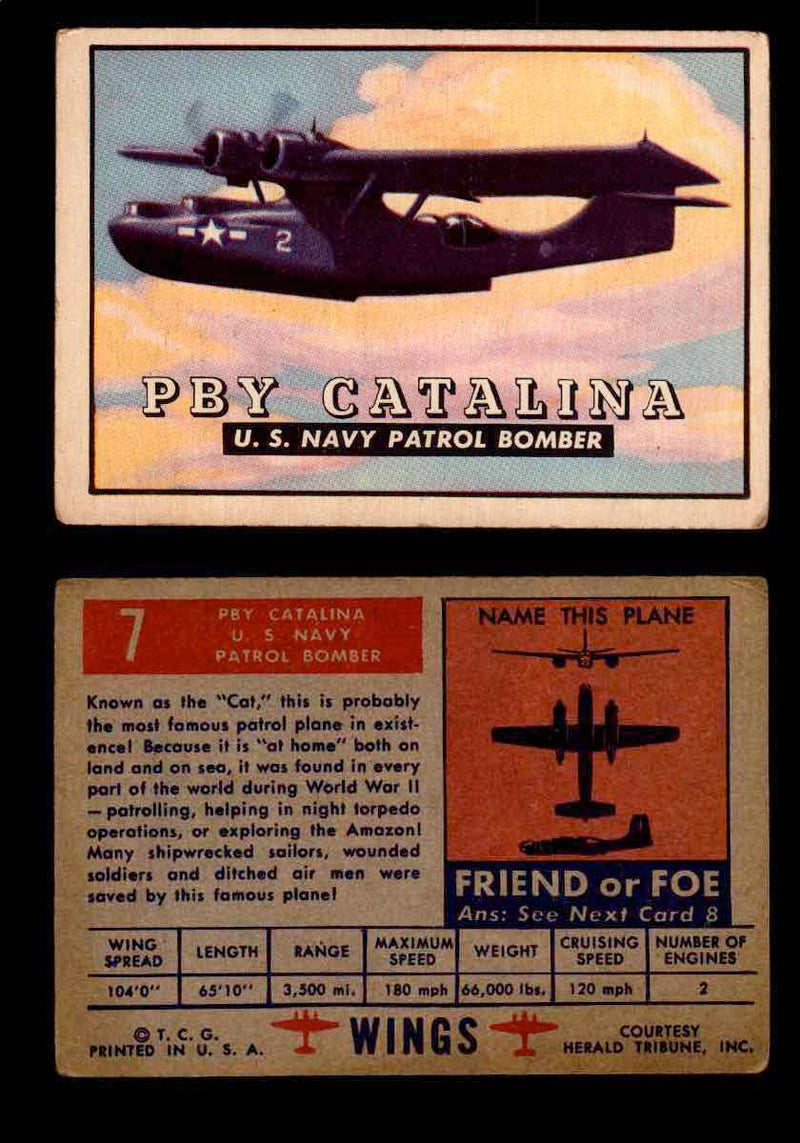 2
PBY CATALINA
U. S. NAVY PATROL BOMBER
7
PBY CATALINA
U. S NAVY
PATROL BOMBER
Known as the "Cat," this is probably
the most famous patrol plane in exist-
ence! Because it is "at home" both on
land and on sea, it was found in every
part of the world during World War II
— patrolling, helping in night torpedo
operations, or exploring the Amazon!
Many shipwrecked sailors, wounded
soldiers and ditched air men were
saved by this famous plane!
NAME THIS PLANE
FRIEND or FOE
Ans: See Next Card 8
WING SPREAD LENGTH RANGE MAXIMUM SPEED WEIGHT CRUISING SPEED NUMBER OF ENGINES
104'0" 65'10" 3,500 mi. 180 mph 66,000 lbs. 120 mph 2
© T. C. G.
PRINTED IN U. S. A.
WINGS
COURTESY
HERALD TRIBUNE, INC.